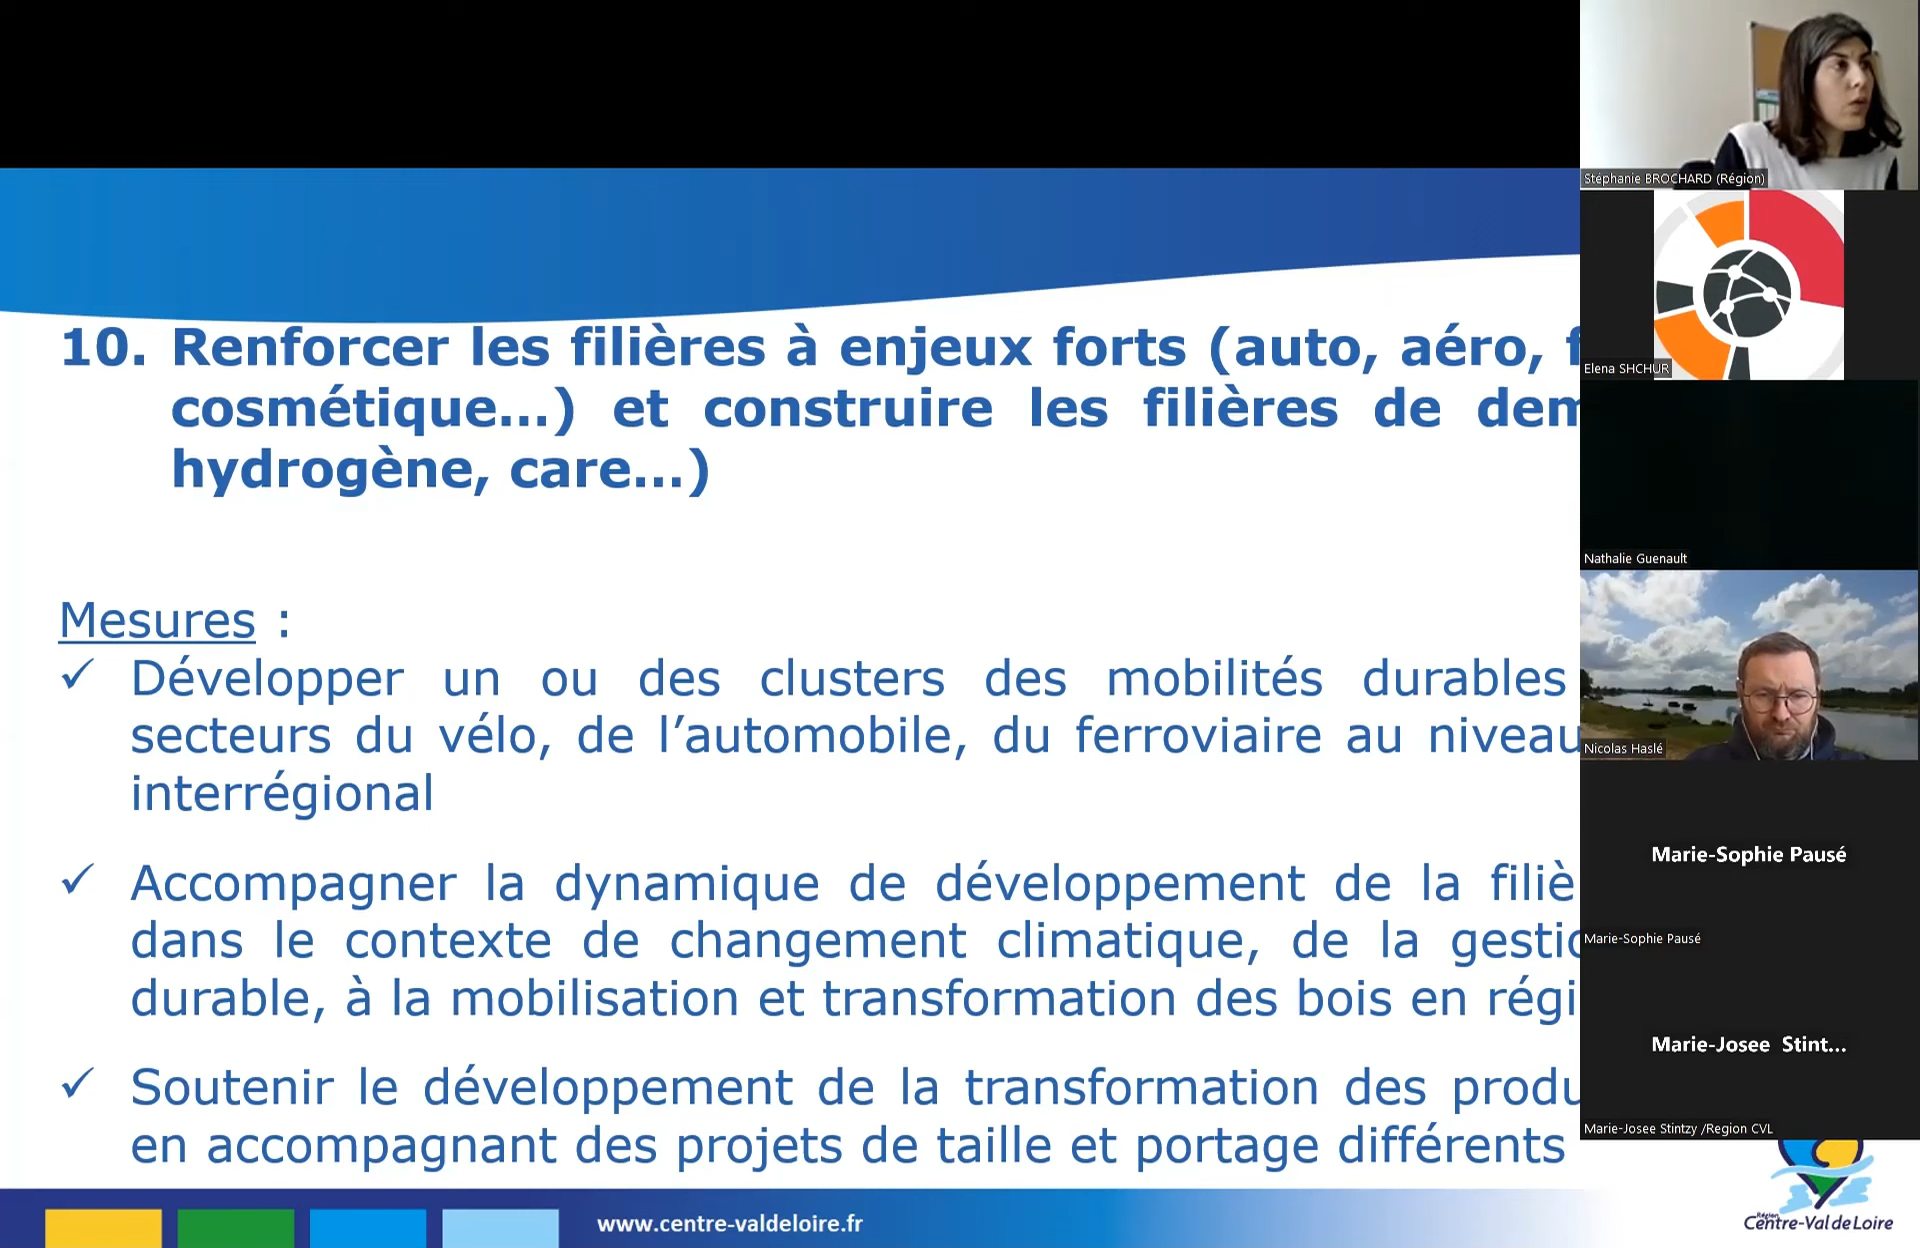 10. Renforcer les filières à enjeux forts (auto, aéro,
cosmétique...) et construire les filières de
hydrogène, care...)
Mesures :
✓ Développer un ou des clusters des mobilités durables
secteurs du vélo, de l’automobile, du ferroviaire au niveau
interrégional
✓ Accompagner la dynamique de développement de la
dans le contexte de changement climatique, de la
durable, à la mobilisation et transformation des bois en
✓ Soutenir le développement de la transformation des
en accompagnant des projets de taille et portage différents
www.centre-valdeloire.fr
Stéphanie BROCHARD (Région)
Elena SHCHUR
Nathalie Guenault
Nicolas Haslé
Marie-Sophie Pausé
Marie-Sophie Pausé
Marie-Josee Stint...
Marie-Josee Stintzy /Region CVL
Région
Centre-Val de Loire